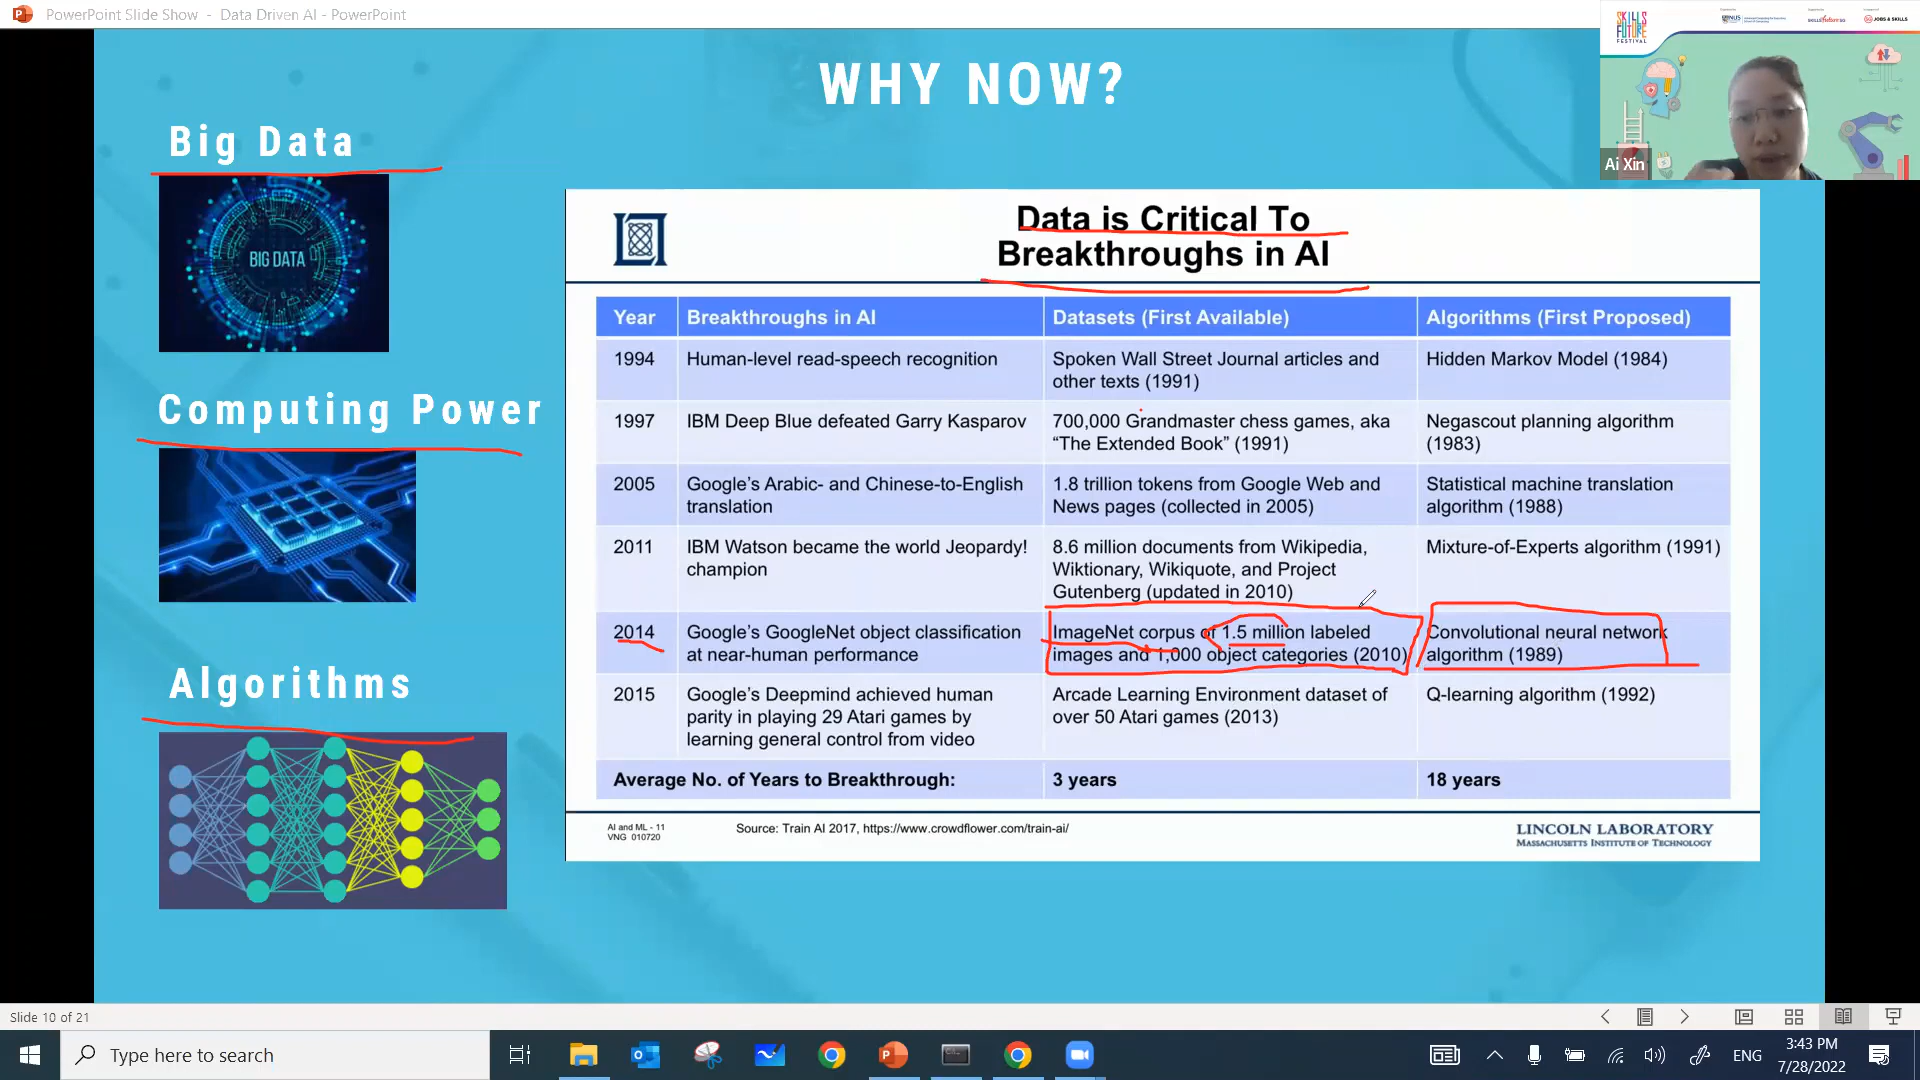 PowerPoint Slide Show - Data Driven AI - PowerPoint
SKILLS
FUTURE
FESTIVAL
NUS
JOBS & SKILLS
Ai Xin
WHY NOW?
Big Data
BIG DATA
Computing Power
Algorithms
Data is Critical To
Breakthroughs in AI
Year Breakthroughs in AI Datasets (First Available) Algorithms (First Proposed)
1994 Human-level read-speech recognition Spoken Wall Street Journal articles and Hidden Markov Model (1984)
other texts (1991)
1997 IBM Deep Blue defeated Garry Kasparov 700,000 Grandmaster chess games, aka Negascout planning algorithm
“The Extended Book” (1991) (1983)
2005 Google’s Arabic- and Chinese-to-English 1.8 trillion tokens from Google Web and Statistical machine translation
translation News pages (collected in 2005) algorithm (1988)
2011 IBM Watson became the world Jeopardy! 8.6 million documents from Wikipedia, Mixture-of-Experts algorithm (1991)
champion Wiktionary, Wikiquote, and Project
Gutenberg (updated in 2010)
2014 Google’s GoogleNet object classification ImageNet corpus of 1.5 million labeled Convolutional neural network
at near-human performance images and 1,000 object categories (2010) algorithm (1989)
2015 Google’s Deepmind achieved human Arcade Learning Environment dataset of Q-learning algorithm (1992)
parity in playing 29 Atari games by over 50 Atari games (2013)
learning general control from video
Average No. of Years to Breakthrough: 3 years 18 years
AI and ML - 11
VNG 010720
Source: Train AI 2017, https://www.crowdflower.com/train-ai/
LINCOLN LABORATORY
MASSACHUSETTS INSTITUTE OF TECHNOLOGY
Slide 10 of 21
Type here to search
ENG
3:43 PM
7/28/2022